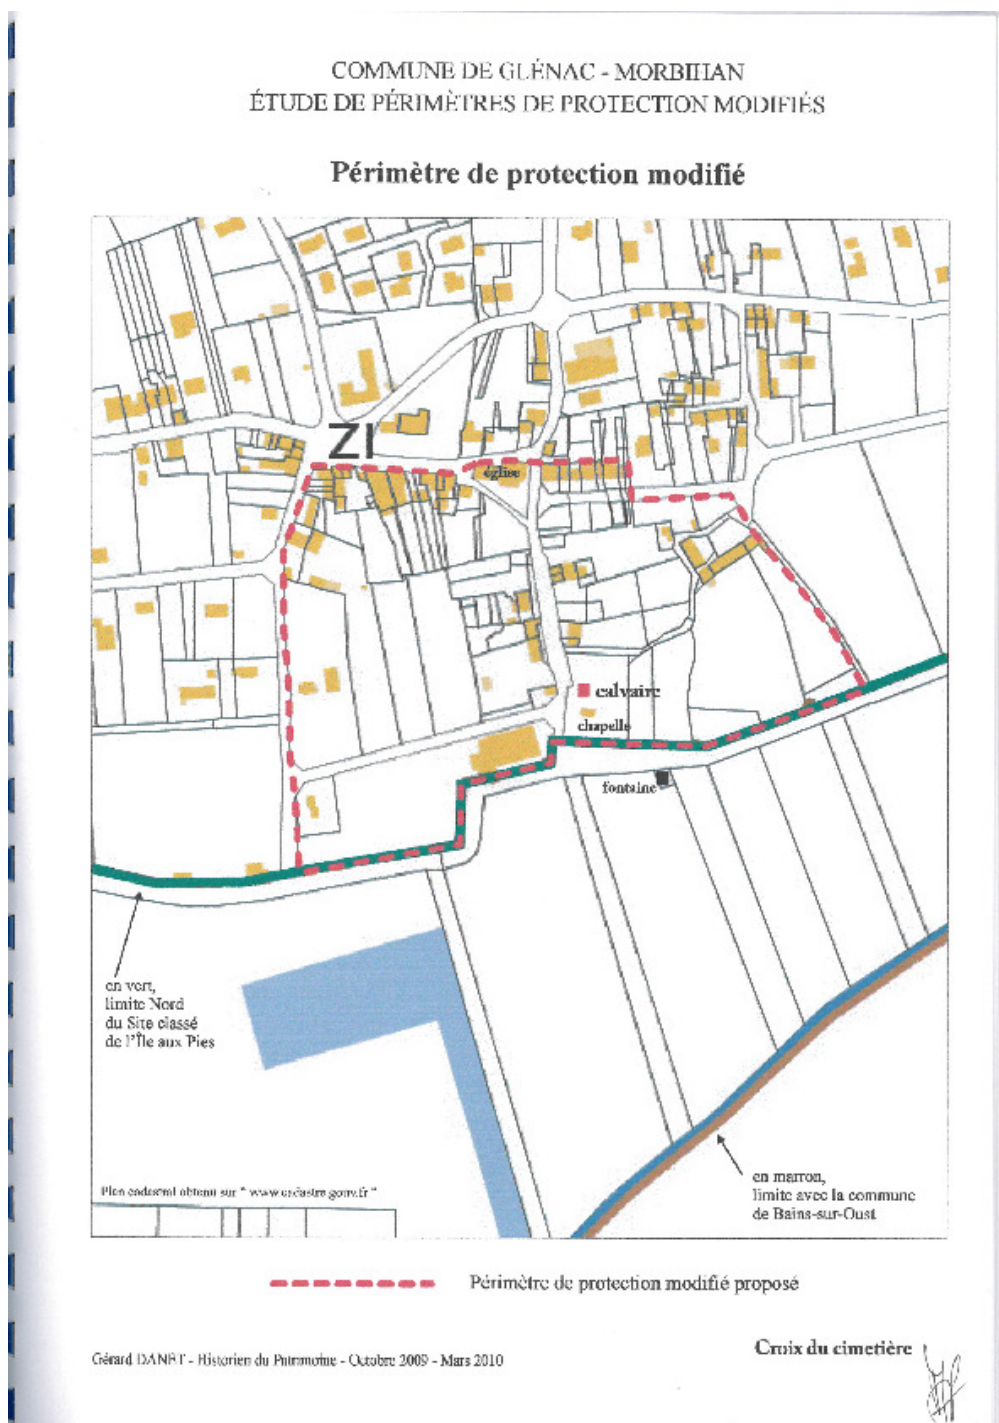 COMMUNE DE GLÉNAC - MORBIHAN
ÉTUDE DE PÉRIMÈTRES DE PROTECTION MODIFIÉS
Périmètre de protection modifié
ZI
église
calvaire
chapelle
fontaine
en vert,
limite Nord
du Site classé
de l'Île aux Pies
en marron,
limite avec la commune
de Bains-sur-Oust
Plan cadastral obtenu sur " www.cadastre.gouv.fr "
Périmètre de protection modifié proposé
Croix du cimetière
Gérard DANET - Historien du Patrimoine - Octobre 2009 - Mars 2010